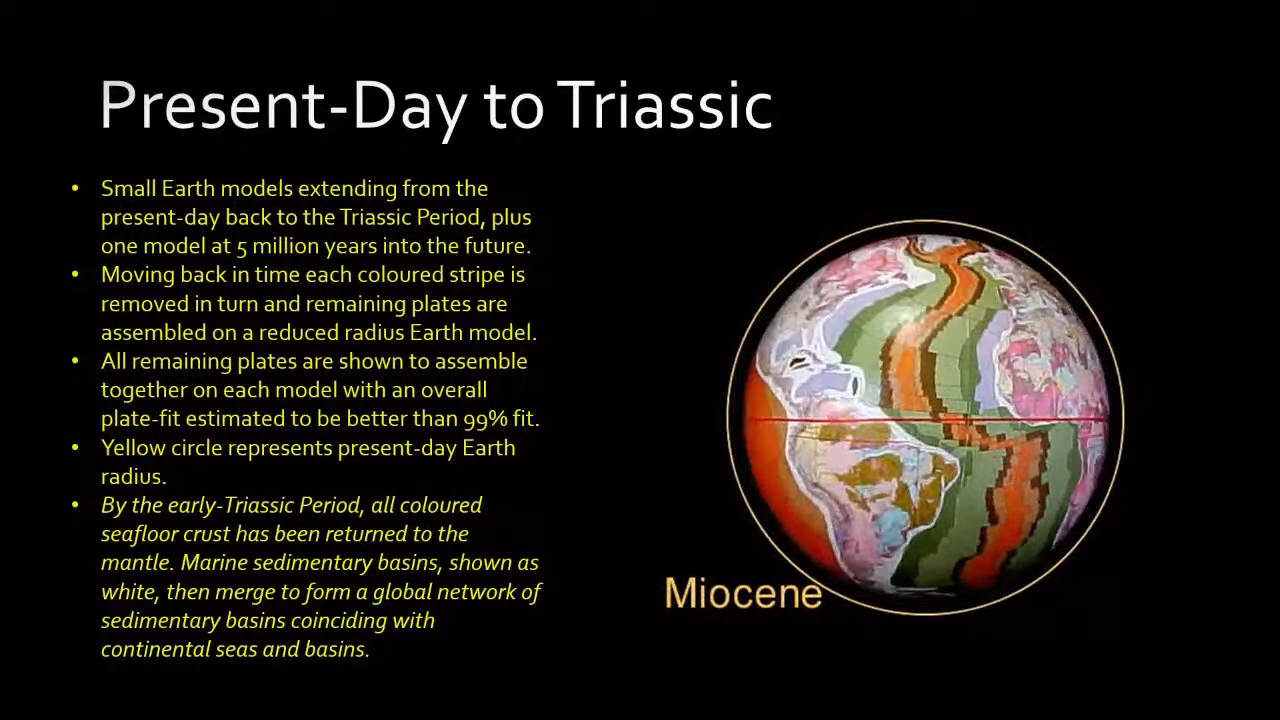 Present-Day to Triassic
• Small Earth models extending from the
present-day back to the Triassic Period, plus
one model at 5 million years into the future.
• Moving back in time each coloured stripe is
removed in turn and remaining plates are
assembled on a reduced radius Earth model.
• All remaining plates are shown to assemble
together on each model with an overall
plate-fit estimated to be better than 99% fit.
• Yellow circle represents present-day Earth
radius.
• By the early-Triassic Period, all coloured
seafloor crust has been returned to the
mantle. Marine sedimentary basins, shown as
white, then merge to form a global network of
sedimentary basins coinciding with
continental seas and basins.
Miocene